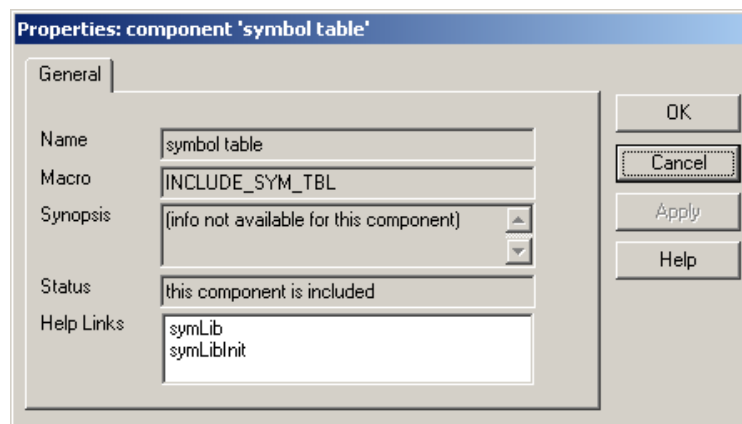 Properties: component 'symbol table'
General
OK
Name
symbol table
Cancel
Macro
INCLUDE_SYM_TBL
Synopsis
(info not available for this component)
Apply
Help
Status
this component is included
Help Links
symLib
symLibInit